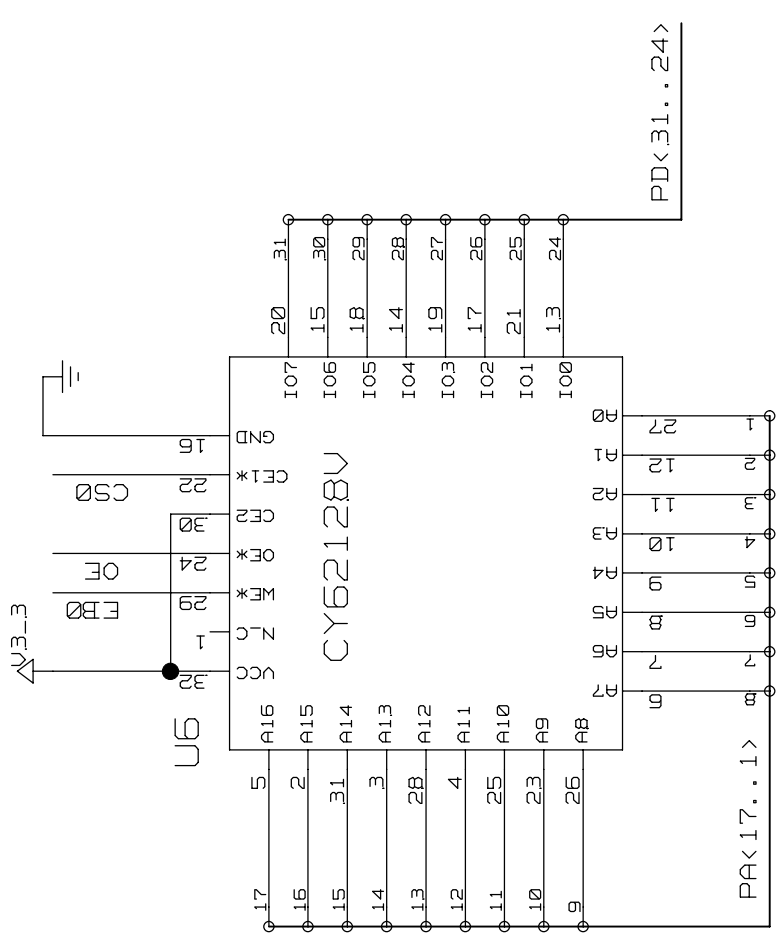 PD<31..24>
31
30
29
28
27
26
25
24
20
15
18
14
19
17
21
13
IO7
IO6
IO5
IO4
IO3
IO2
IO1
IO0
16
GND
CS0
22
CE1*
30
CE2
OE
24
OE*
EB0
29
WE*
1
N_C
V3_3
32
VCC
CY62128V
U6
A0
27
1
A1
12
2
A2
11
3
A3
10
4
A4
9
5
A5
8
6
A6
7
7
A7
6
8
A16
A15
A14
A13
A12
A11
A10
A9
A8
5
2
31
3
28
4
25
23
26
17
16
15
14
13
12
11
10
9
PA<17..1>